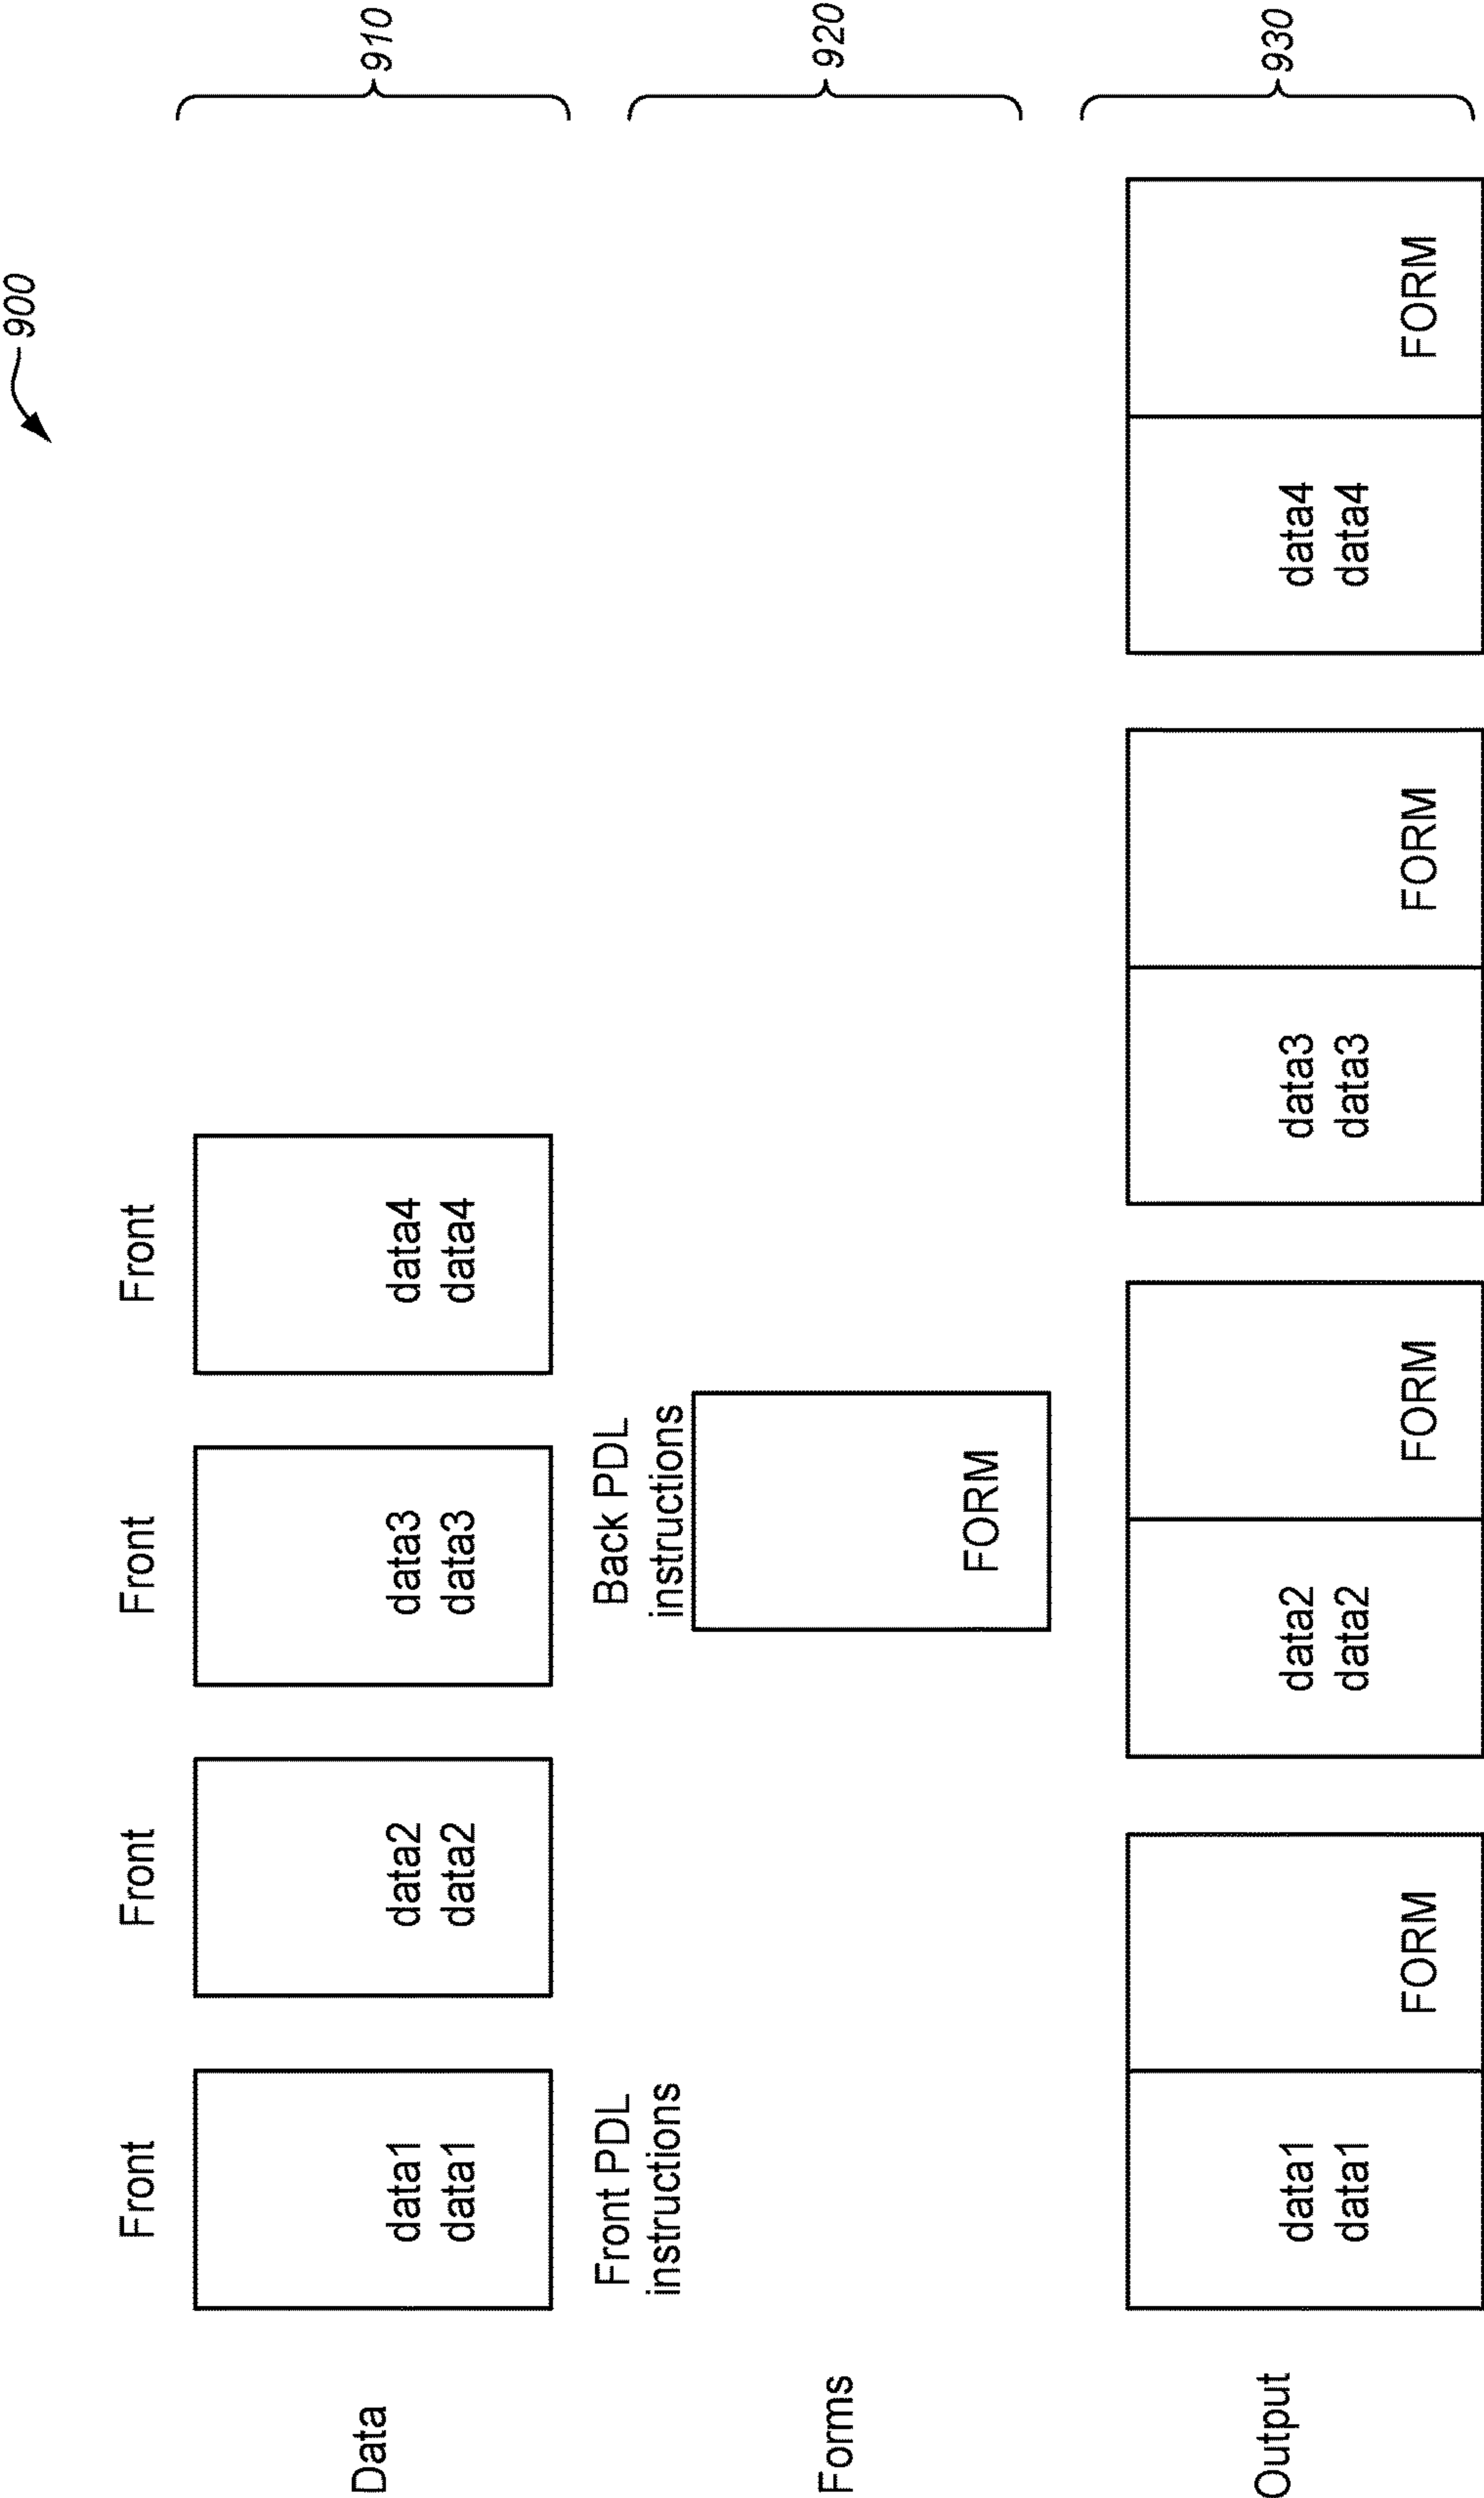 900
Front
Front
Front
Front
Data
data1
data1
data2
data2
data3
data3
data4
data4
910
Front PDL
instructions
Back PDL
instructions
Forms
FORM
920
Output
data1
data1
FORM
data2
data2
FORM
data3
data3
FORM
data4
data4
FORM
930